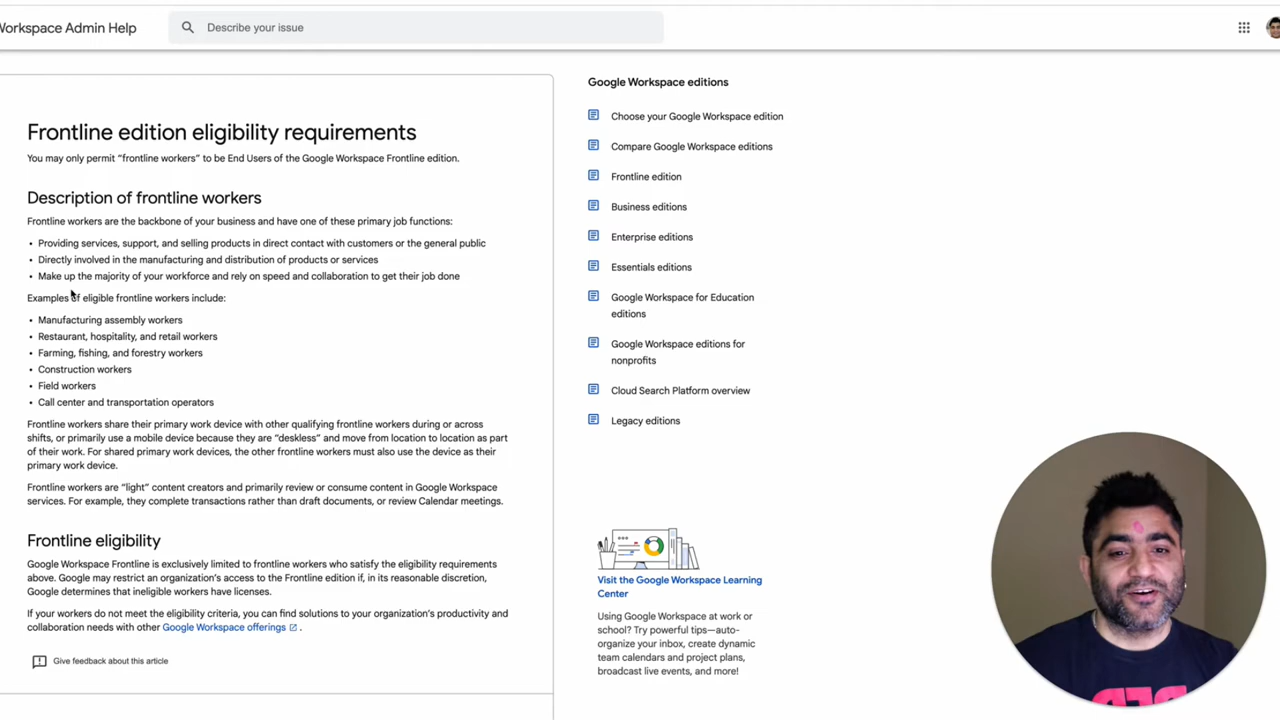 Workspace Admin Help
Describe your issue
Frontline edition eligibility requirements
You may only permit “frontline workers” to be End Users of the Google Workspace Frontline edition.
Description of frontline workers
Frontline workers are the backbone of your business and have one of these primary job functions:
• Providing services, support, and selling products in direct contact with customers or the general public
• Directly involved in the manufacturing and distribution of products or services
• Make up the majority of your workforce and rely on speed and collaboration to get their job done
Examples of eligible frontline workers include:
• Manufacturing assembly workers
• Restaurant, hospitality, and retail workers
• Farming, fishing, and forestry workers
• Construction workers
• Field workers
• Call center and transportation operators
Frontline workers share their primary work device with other qualifying frontline workers during or across
shifts, or primarily use a mobile device because they are “deskless” and move from location to location as part
of their work. For shared primary work devices, the other frontline workers must also use the device as their
primary work device.
Frontline workers are “light” content creators and primarily review or consume content in Google Workspace
services. For example, they complete transactions rather than draft documents, or review Calendar meetings.
Frontline eligibility
Google Workspace Frontline is exclusively limited to frontline workers who satisfy the eligibility requirements
above. Google may restrict an organization’s access to the Frontline edition if, in its reasonable discretion,
Google determines that ineligible workers have licenses.
If your workers do not meet the eligibility criteria, you can find solutions to your organization’s productivity and
collaboration needs with other Google Workspace offerings .
Give feedback about this article
Google Workspace editions
Choose your Google Workspace edition
Compare Google Workspace editions
Frontline edition
Business editions
Enterprise editions
Essentials editions
Google Workspace for Education
editions
Google Workspace editions for
nonprofits
Cloud Search Platform overview
Legacy editions
Visit the Google Workspace Learning
Center
Using Google Workspace at work or
school? Try powerful tips—auto-
organize your inbox, create dynamic
team calendars and project plans,
broadcast live events, and more!